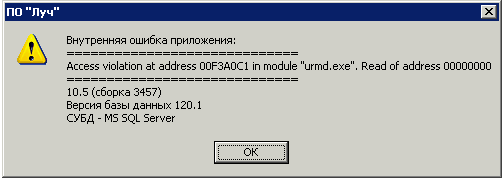 ПО "Луч"
Внутренняя ошибка приложения:
=============================
Access violation at address 00F3A0C1 in module "urmd.exe". Read of address 00000000
=============================
10.5 (сборка 3457)
Версия базы данных 120.1
СУБД - MS SQL Server
OK